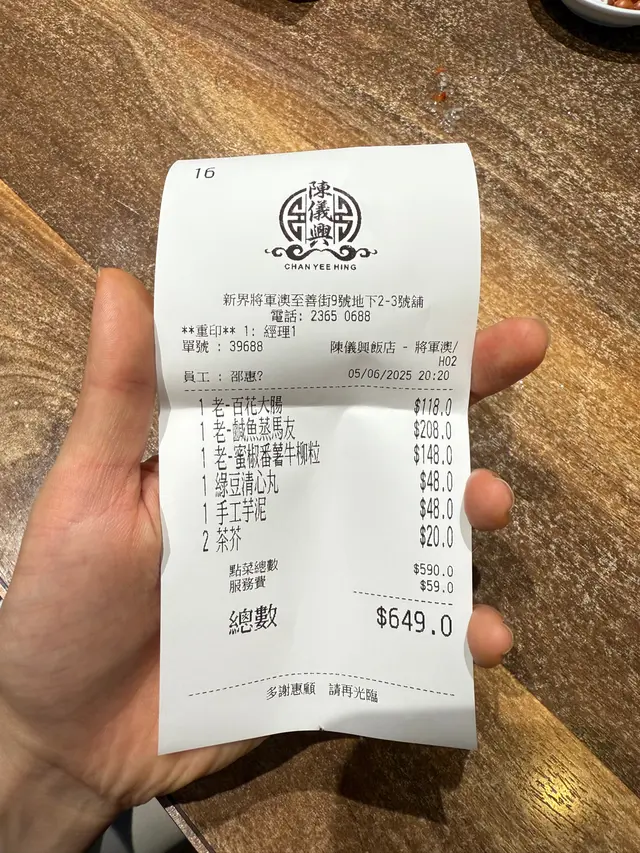 16
陳儀興
CHAN YEE HING
新界將軍澳至善街9號地下2-3號舖
電話: 2365 0688
**重印** 1: 經理1
單號 : 39688 陳儀興飯店 - 將軍澳/
H02
員工 : 邵惠? 05/06/2025 20:20
1 老-百花大腸 $118.0
1 老-鹹魚蒸馬友 $208.0
1 老-蜜椒番薯牛柳粒 $148.0
1 綠豆清心丸 $48.0
1 手工芋泥 $48.0
2 茶芥 $20.0
點菜總數 $590.0
服務費 $59.0
總數 $649.0
多謝惠顧 請再光臨